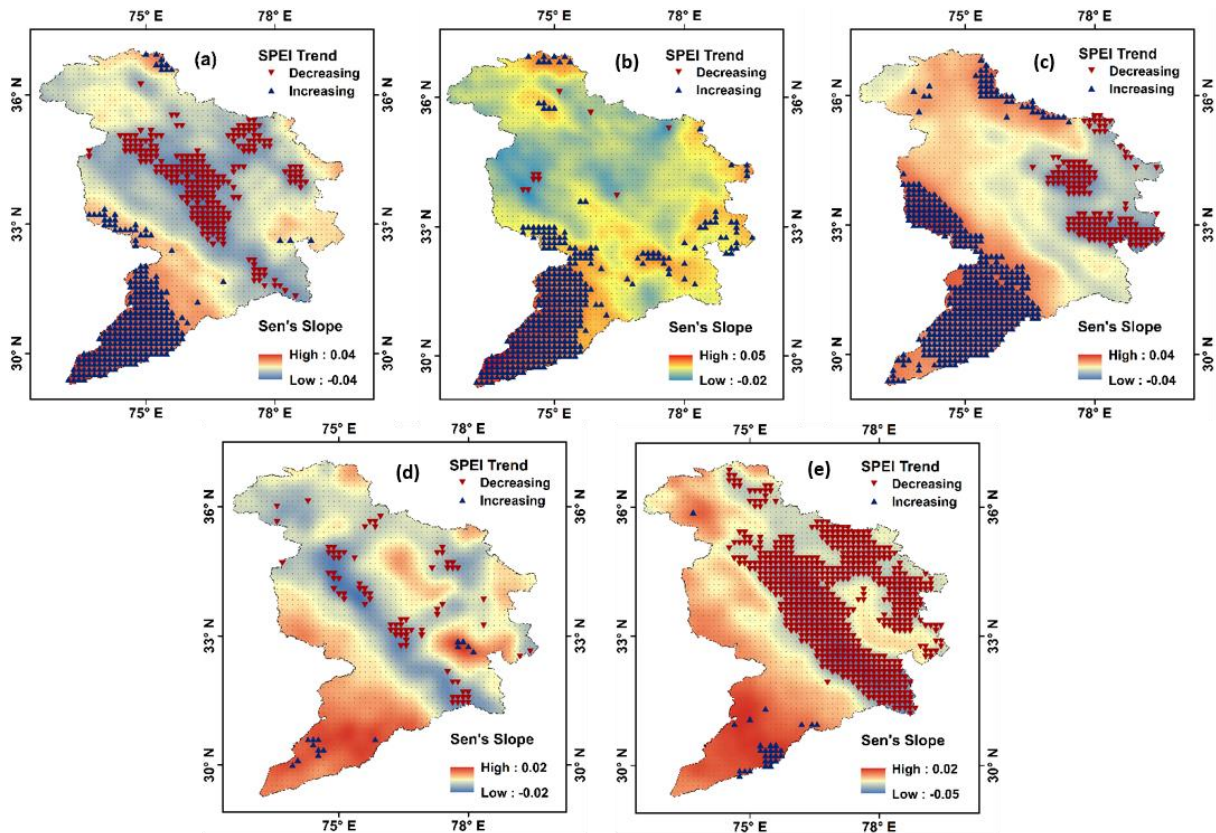 75° E 78° E
75° E 78° E
75° E 78° E
(a)
SPEI Trend
Decreasing
Increasing
36° N
33° N
30° N
Sen's Slope
High : 0.04
Low : -0.04
36° N
33° N
30° N
75° E 78° E
(b)
SPEI Trend
Decreasing
Increasing
36° N
33° N
30° N
Sen's Slope
High : 0.05
Low : -0.02
36° N
33° N
30° N
75° E 78° E
(c)
SPEI Trend
Decreasing
Increasing
36° N
33° N
30° N
Sen's Slope
High : 0.04
Low : -0.04
36° N
33° N
30° N
75° E 78° E
75° E 78° E
75° E 78° E
(d)
SPEI Trend
Decreasing
Increasing
36° N
33° N
30° N
Sen's Slope
High : 0.02
Low : -0.02
36° N
33° N
30° N
75° E 78° E
(e)
SPEI Trend
Decreasing
Increasing
36° N
33° N
30° N
Sen's Slope
High : 0.02
Low : -0.05
36° N
33° N
30° N
75° E 78° E